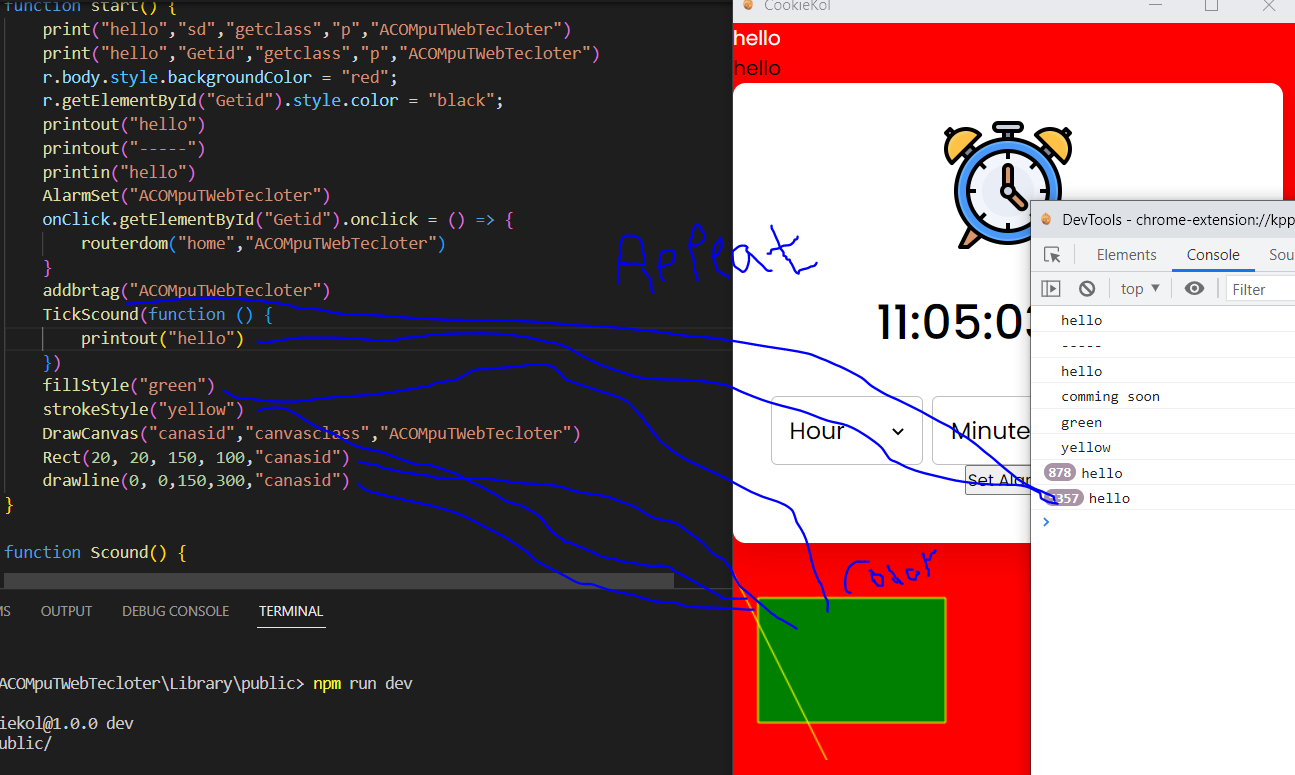 function start() {
print("hello","sd","getclass","p","ACOMpuTWebTecloter")
print("hello","Getid","getclass","p","ACOMpuTWebTecloter")
r.body.style.backgroundColor = "red";
r.getElementById("Getid").style.color = "black";
printout("hello")
printout("-----")
printin("hello")
AlarmSet("ACOMpuTWebTecloter")
onClick.getElementById("Getid").onclick = () => {
routerdom("home","ACOMpuTWebTecloter")
}
addbrtag("ACOMpuTWebTecloter")
TickScound(function () {
printout("hello")
})
fillStyle("green")
strokeStyle("yellow")
DrawCanvas("canasid","canvasclass","ACOMpuTWebTecloter")
Rect(20, 20, 150, 100,"canasid")
drawline(0, 0,150,300,"canasid")
}
function Scound() {
MS OUTPUT DEBUG CONSOLE TERMINAL
ACOMpuTWebTecloter\Library\public> npm run dev
iekol@1.0.0 dev
ublic/
CookieKol
hello
hello
11:05:03
Hour
Minute
Set Alar
Color
DevTools - chrome-extension://kpp
Elements Console Sou
top Filter
hello
-----
hello
comming soon
green
yellow
878 hello
357 hello